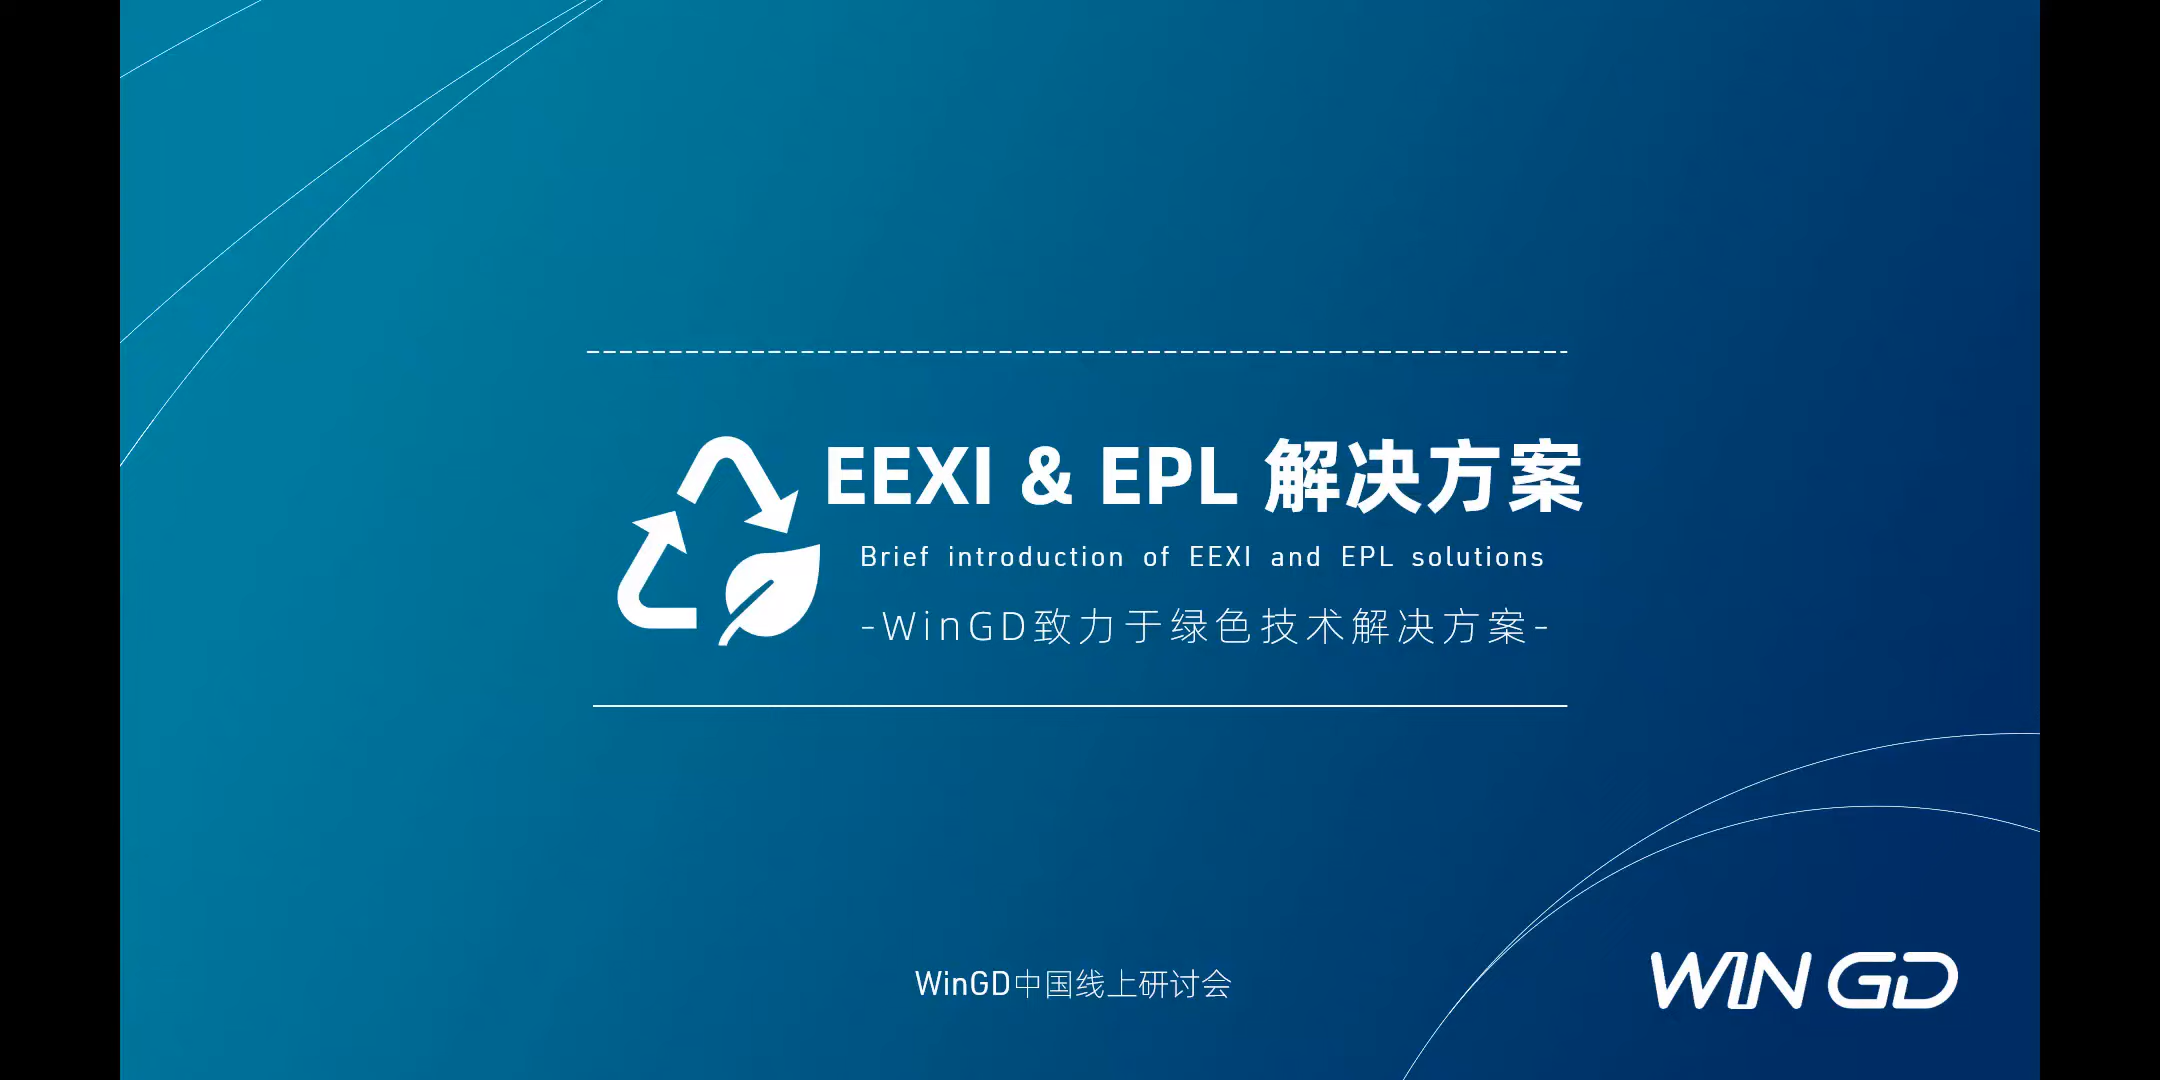 EEXI & EPL 解决方案
Brief introduction of EEXI and EPL solutions
-WinGD致力于绿色技术解决方案-
WinGD中国线上研讨会
WIN GD